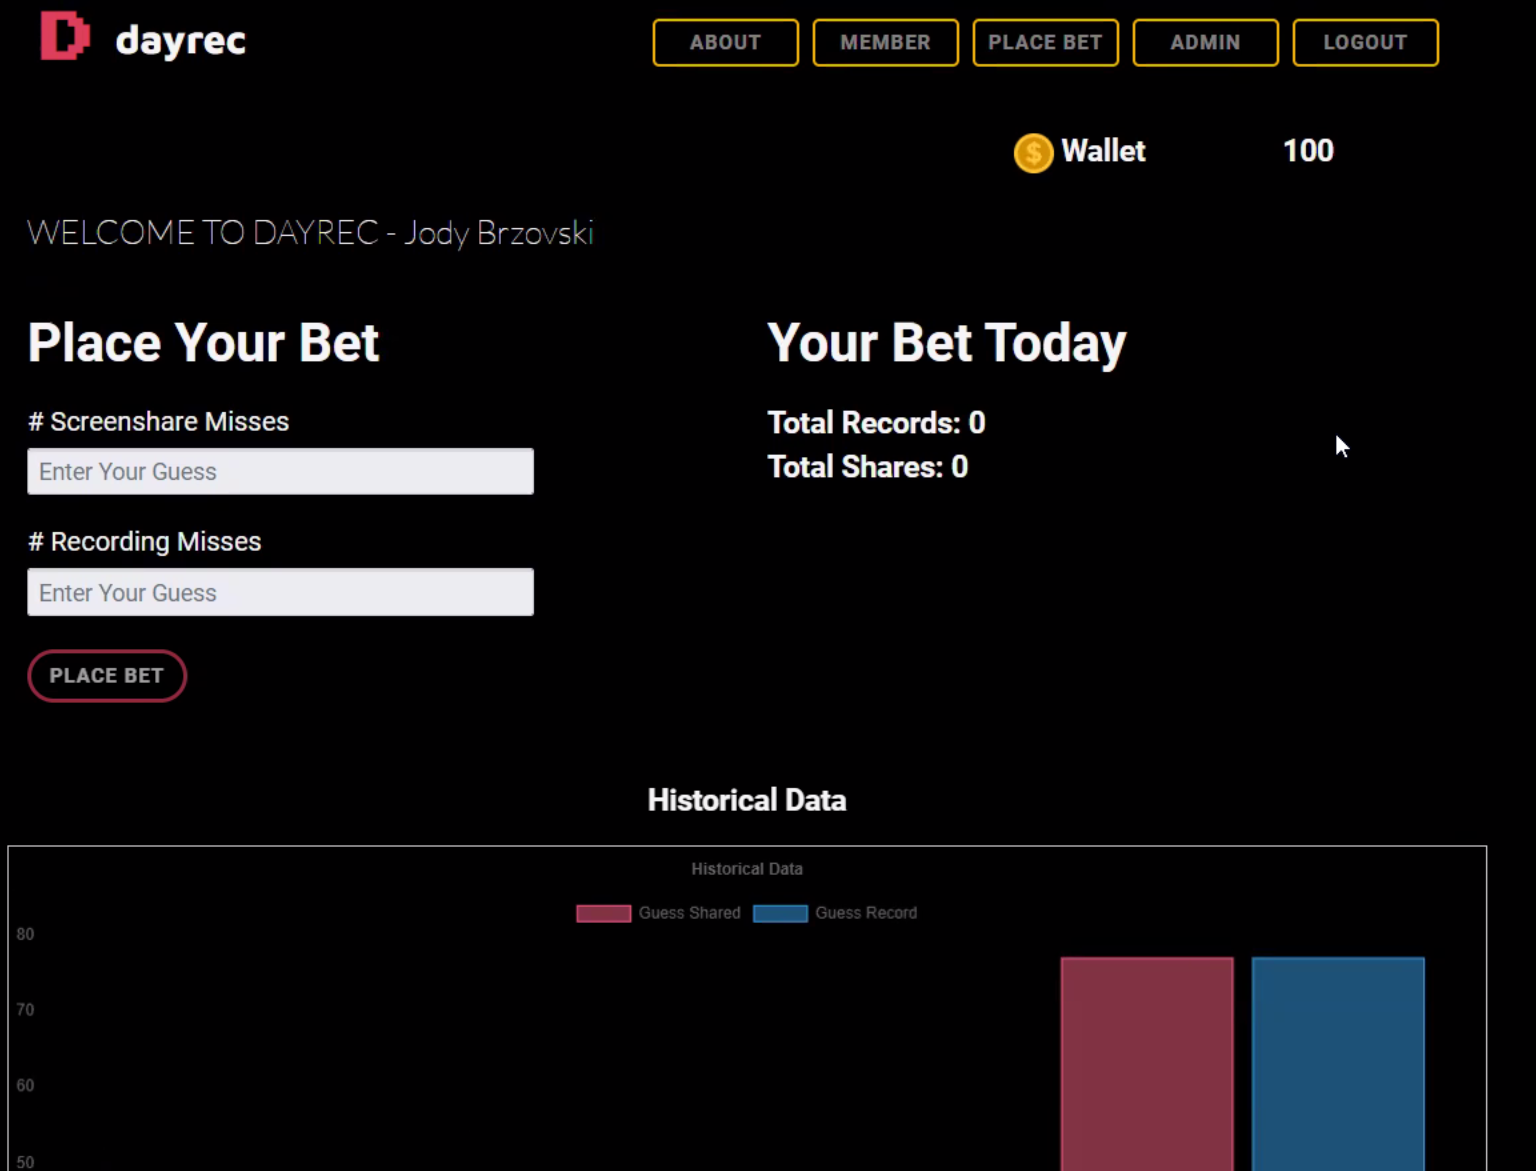 dayrec
ABOUT MEMBER PLACE BET ADMIN LOGOUT
$ Wallet 100
WELCOME TO DAYREC - Jody Brzovski
Place Your Bet
# Screenshare Misses
Enter Your Guess
# Recording Misses
Enter Your Guess
PLACE BET
Your Bet Today
Total Records: 0
Total Shares: 0
Historical Data
Historical Data
Guess Shared Guess Record
80
70
60
50